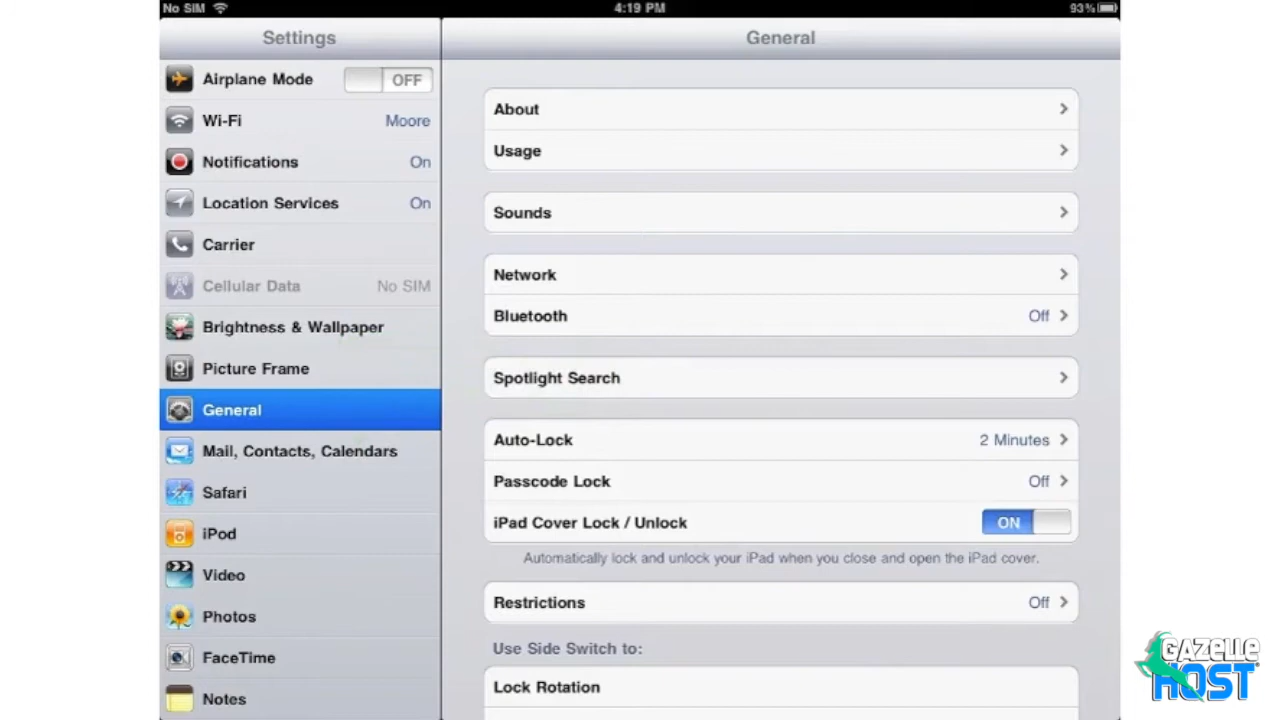 No SIM 4:19 PM 93%
Settings
General
Airplane Mode OFF
Wi-Fi Moore
Notifications On
Location Services On
Carrier
Cellular Data No SIM
Brightness & Wallpaper
Picture Frame
General
Mail, Contacts, Calendars
Safari
iPod
Video
Photos
FaceTime
Notes
About
Usage
Sounds
Network
Bluetooth Off
Spotlight Search
Auto-Lock 2 Minutes
Passcode Lock Off
iPad Cover Lock / Unlock ON
Automatically lock and unlock your iPad when you close and open the iPad cover.
Restrictions Off
Use Side Switch to:
Lock Rotation
GAZELLE
HOST